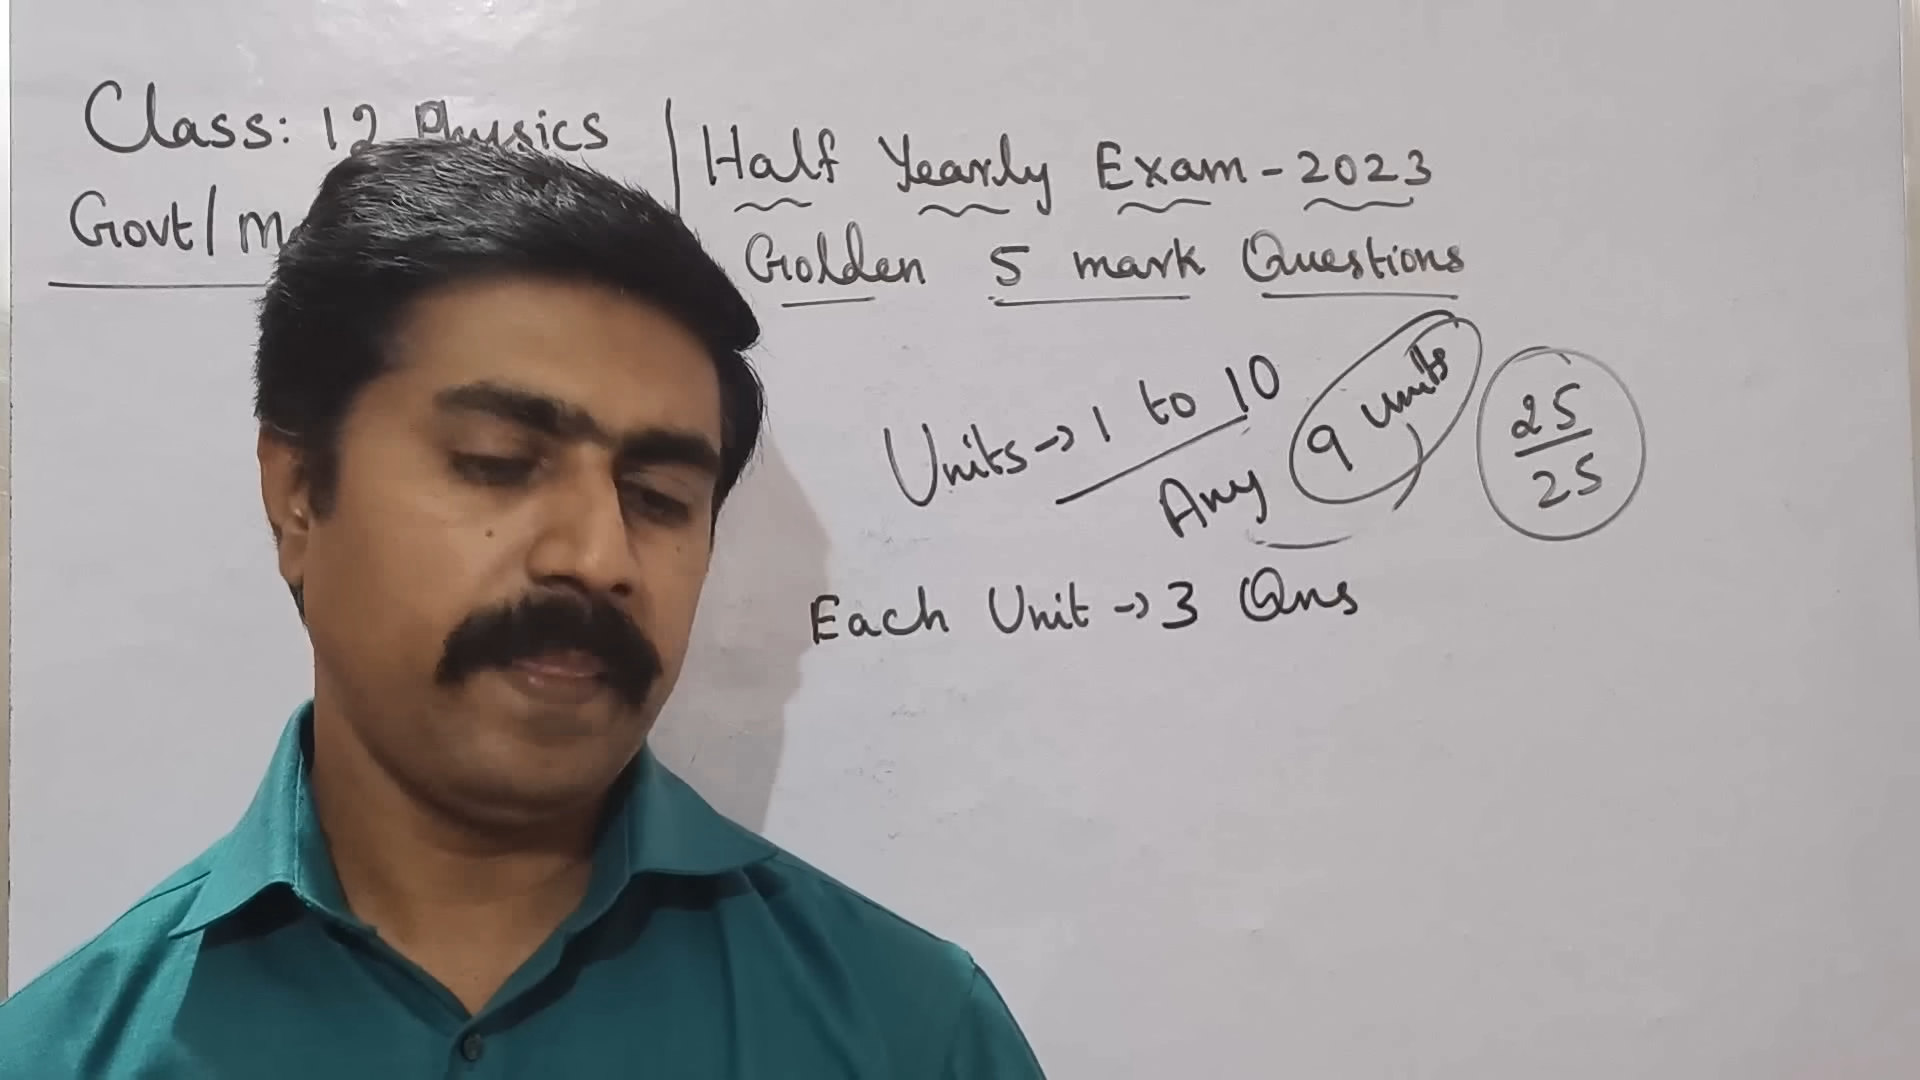 Class: 12 Physics
Govt/
Half Yearly Exam - 2023
Golden 5 mark Questions
Units → 1 to 10
Any 9 units
25
25
Each Unit → 3 Qns